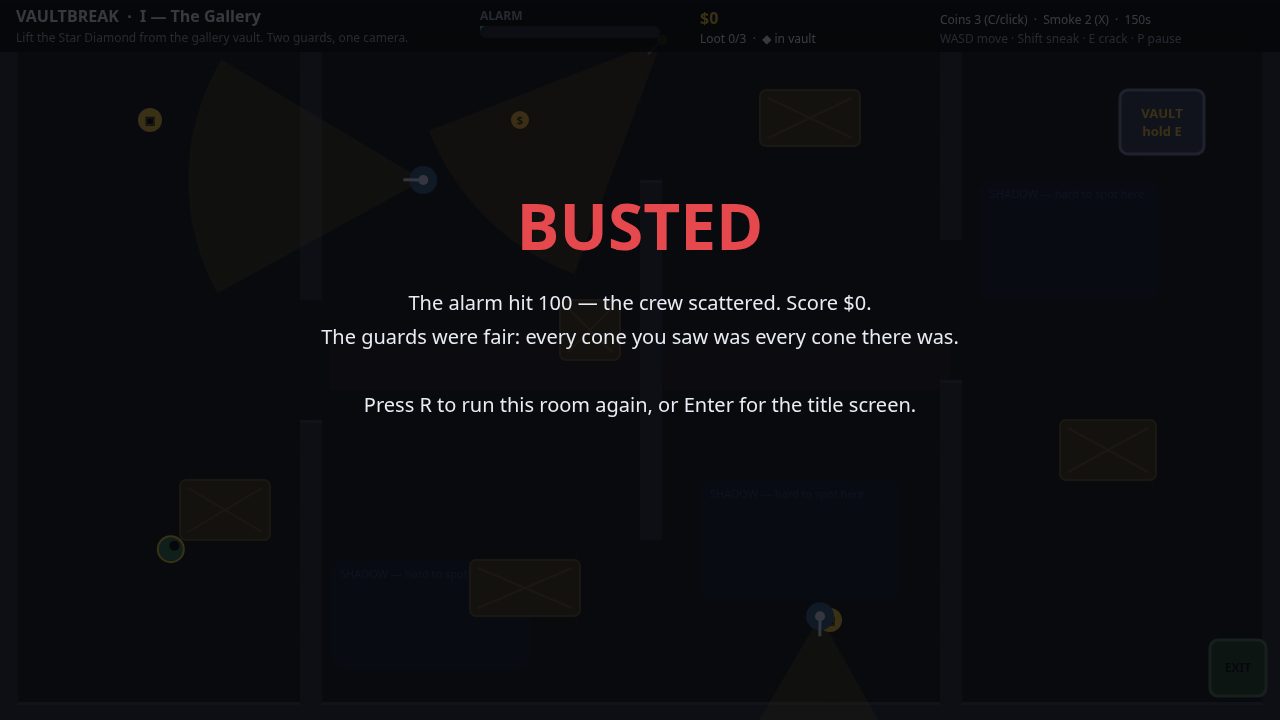 VAULTBREAK · I — The Gallery
Lift the Star Diamond from the gallery vault. Two guards, one camera.
ALARM
$0
Loot 0/3 · ◆ in vault
Coins 3 (C/click) · Smoke 2 (X) · 150s
WASD move · Shift sneak · E crack · P pause
$
VAULT
hold E
SHADOW — hard to spot here
BUSTED
The alarm hit 100 — the crew scattered. Score $0.
The guards were fair: every cone you saw was every cone there was.
Press R to run this room again, or Enter for the title screen.
SHADOW — hard to spot here
SHADOW — hard to spot
EXIT